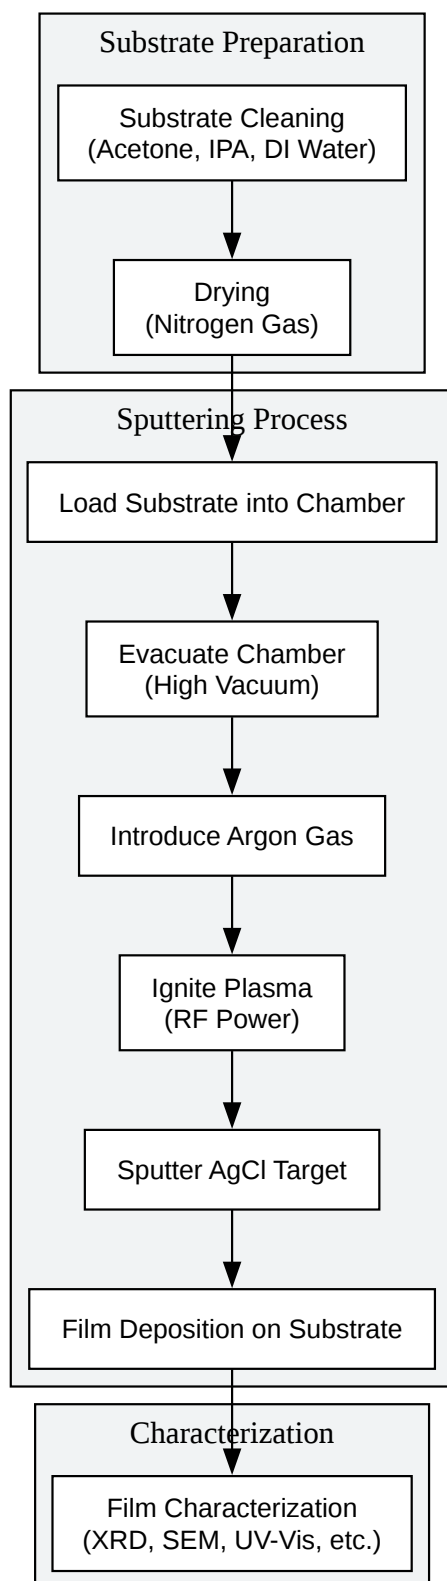 Substrate Preparation
Substrate Cleaning
(Acetone, IPA, DI Water)
Drying
(Nitrogen Gas)
Sputtering Process
Load Substrate into Chamber
Evacuate Chamber
(High Vacuum)
Introduce Argon Gas
Ignite Plasma
(RF Power)
Sputter AgCl Target
Film Deposition on Substrate
Characterization
Film Characterization
(XRD, SEM, UV-Vis, etc.)